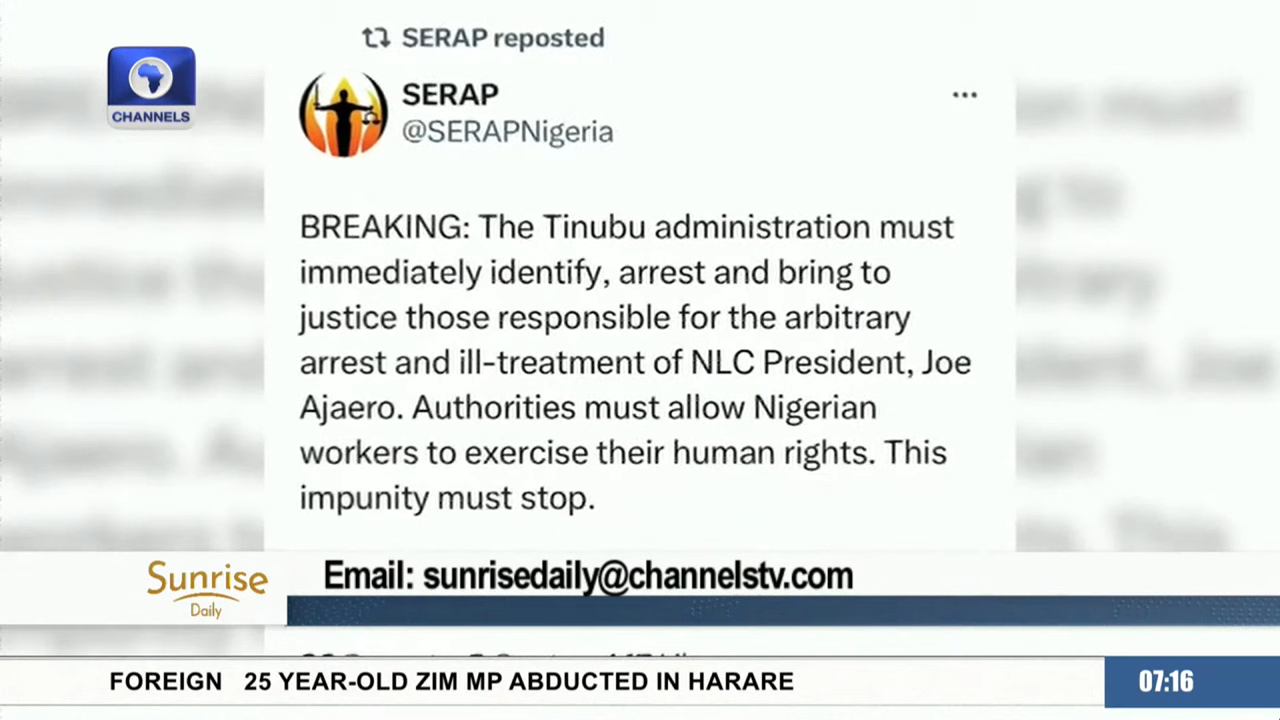 SERAP reposted
CHANNELS
SERAP
@SERAPNigeria
BREAKING: The Tinubu administration must
immediately identify, arrest and bring to
justice those responsible for the arbitrary
arrest and ill-treatment of NLC President, Joe
Ajaero. Authorities must allow Nigerian
workers to exercise their human rights. This
impunity must stop.
Sunrise
Daily
Email: sunrisedaily@channelstv.com
FOREIGN 25 YEAR-OLD ZIM MP ABDUCTED IN HARARE
07:16